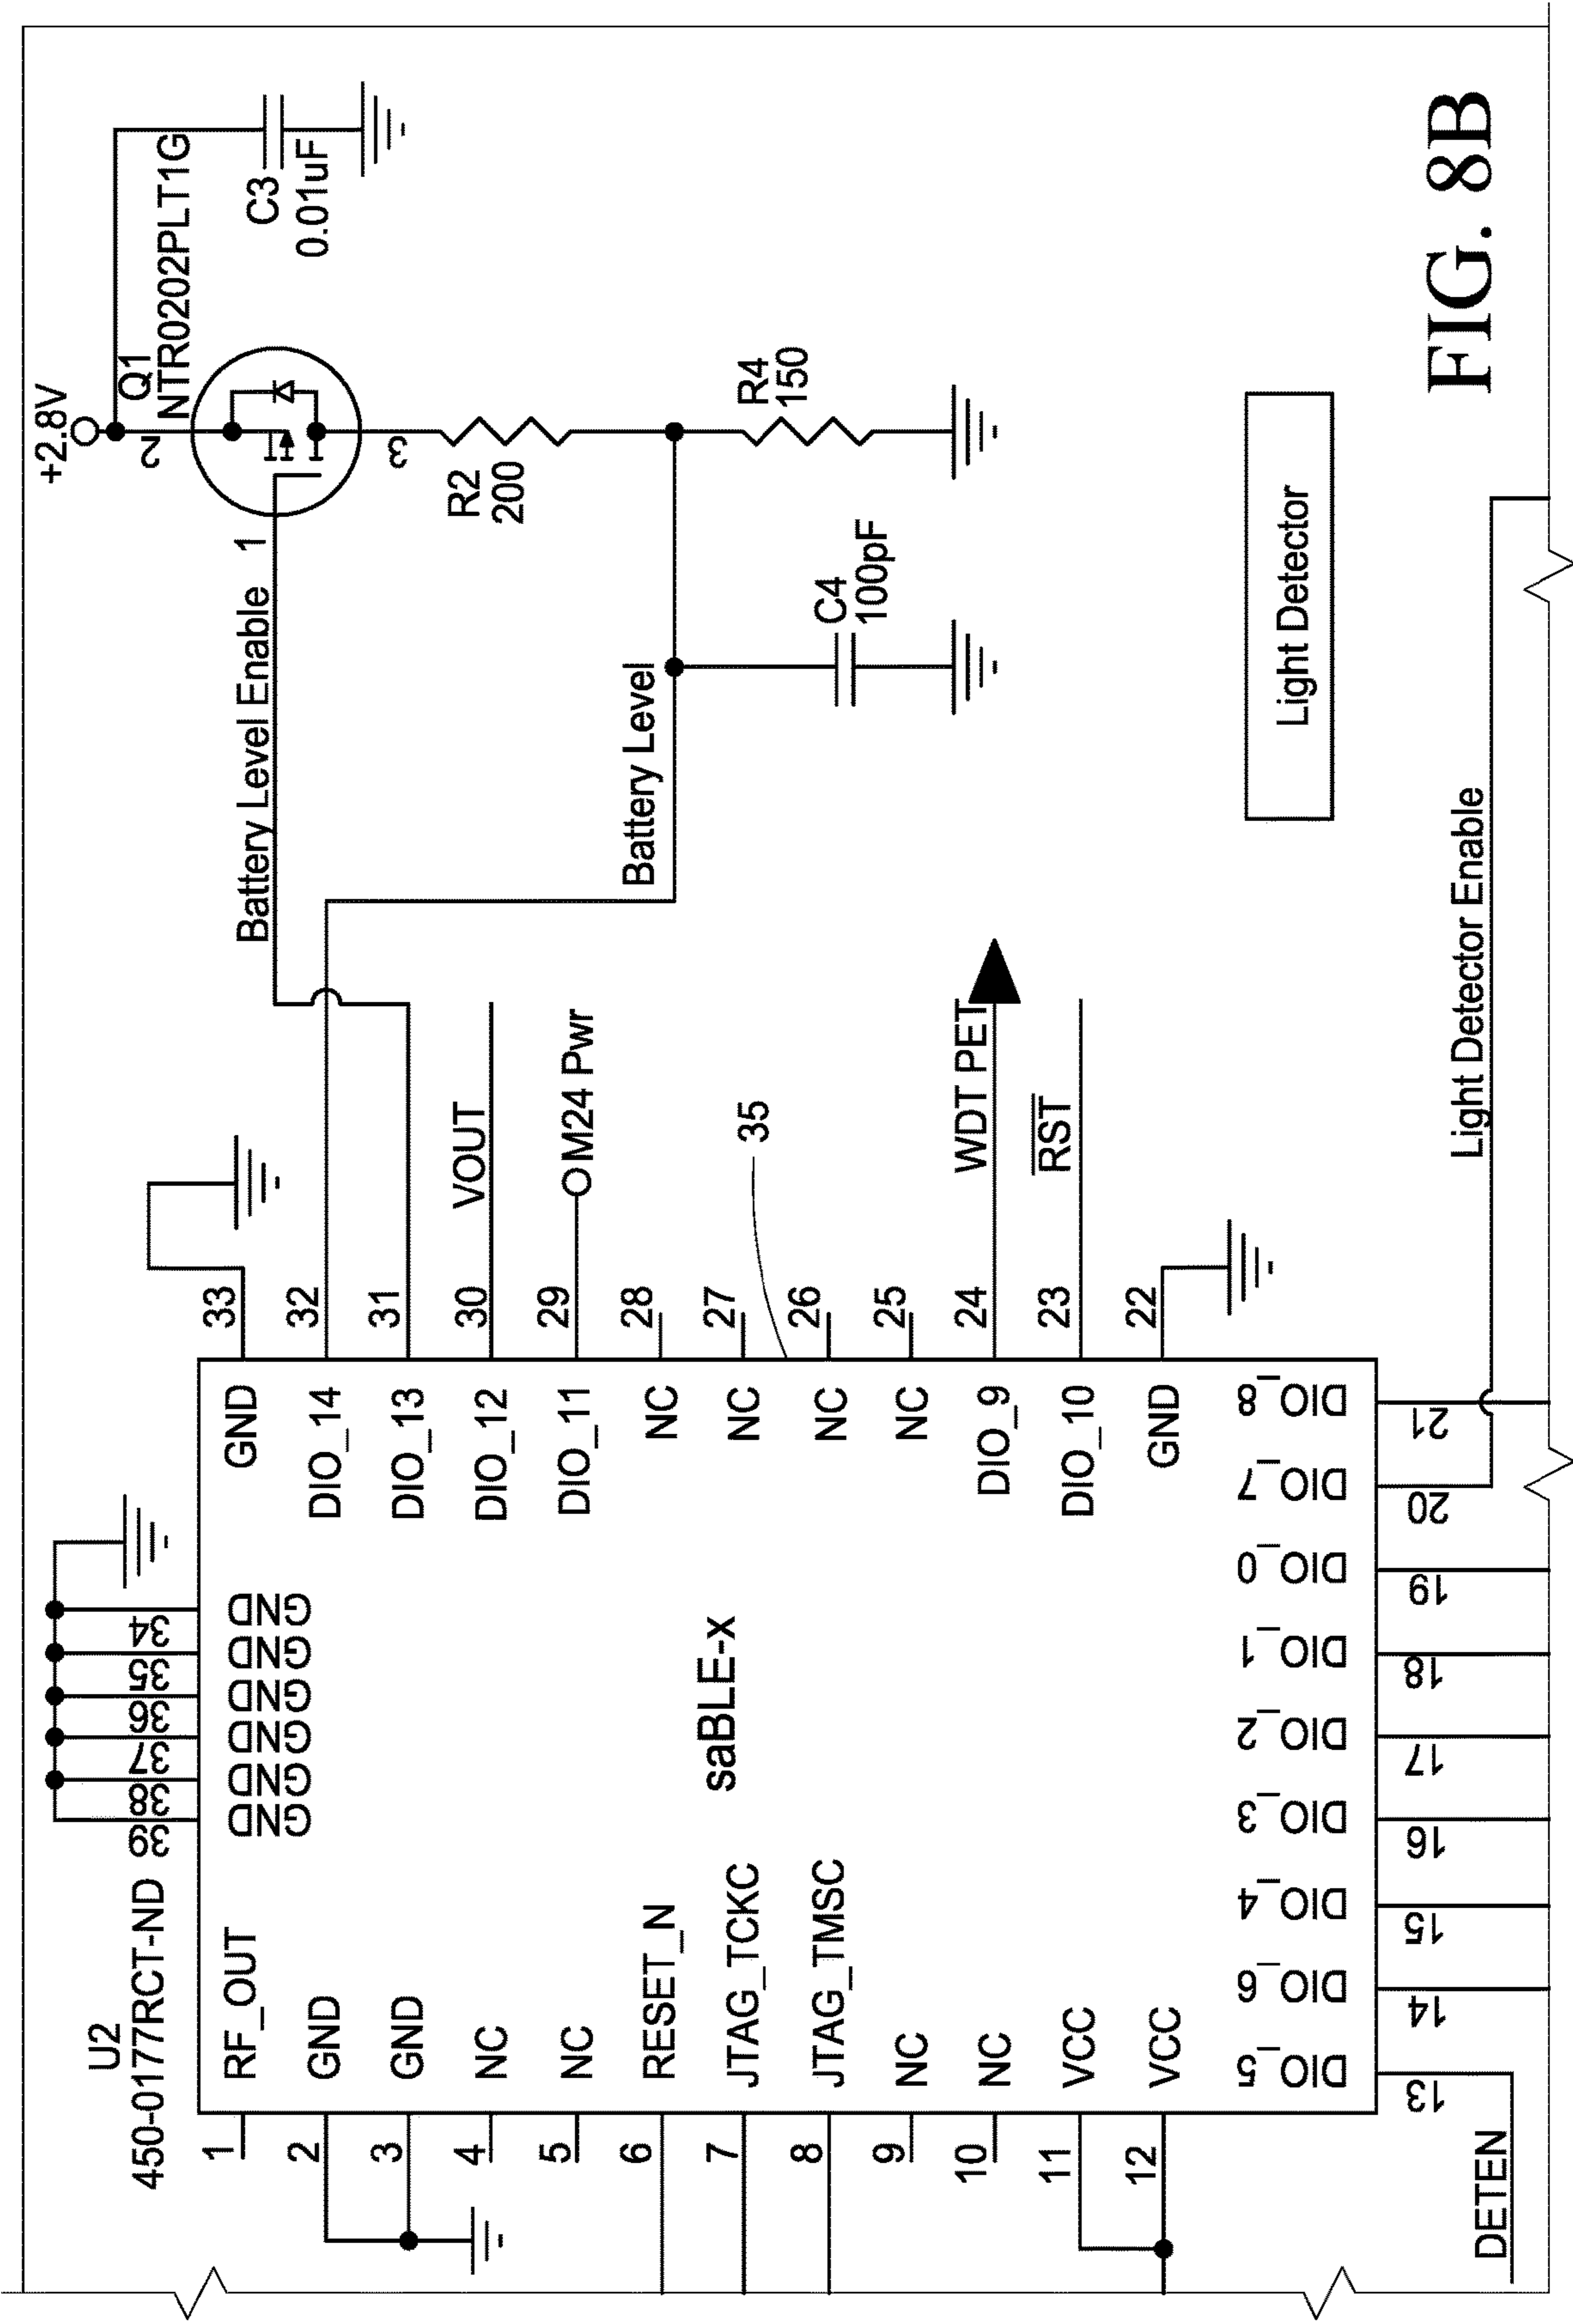 +2.8V
2
Q1
NTR0202PLT1G
C3
0.01uF
1
3
Battery Level Enable
R2
200
R4
150
Battery Level
C4
100pF
Light Detector
Light Detector Enable
U2
450-0177RCT-ND
39
38
37
36
35
34
GND
GND
GND
GND
GND
GND
1
RF_OUT
2
GND
3
GND
4
NC
5
NC
6
RESET_N
7
JTAG_TCKC
8
JTAG_TMSC
9
NC
10
NC
11
VCC
12
VCC
saBLE-x
GND
33
DIO_14
32
DIO_13
31
DIO_12
30
VOUT
DIO_11
29
M24 Pwr
NC
28
NC
27
NC
26
NC
25
35
DIO_9
24
WDT PET
DIO_10
23
RST
GND
22
DIO_5
DIO_6
DIO_4
DIO_3
DIO_2
DIO_1
DIO_0
DIO_7
DIO_8
13
14
15
16
17
18
19
20
21
DETEN
FIG. 8B